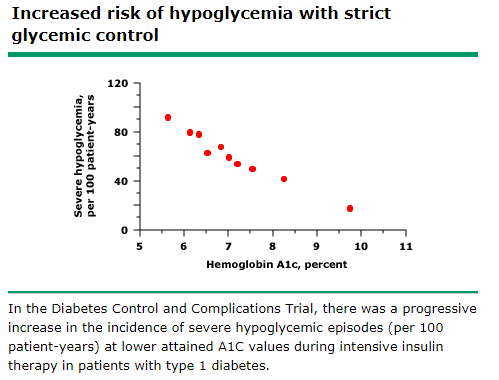 Increased risk of hypoglycemia with strict
glycemic control
120
80
40
0
Severe hypoglycemia,
per 100 patient-years
5 6 7 8 9 10 11
Hemoglobin A1c, percent
In the Diabetes Control and Complications Trial, there was a progressive
increase in the incidence of severe hypoglycemic episodes (per 100
patient-years) at lower attained A1C values during intensive insulin
therapy in patients with type 1 diabetes.